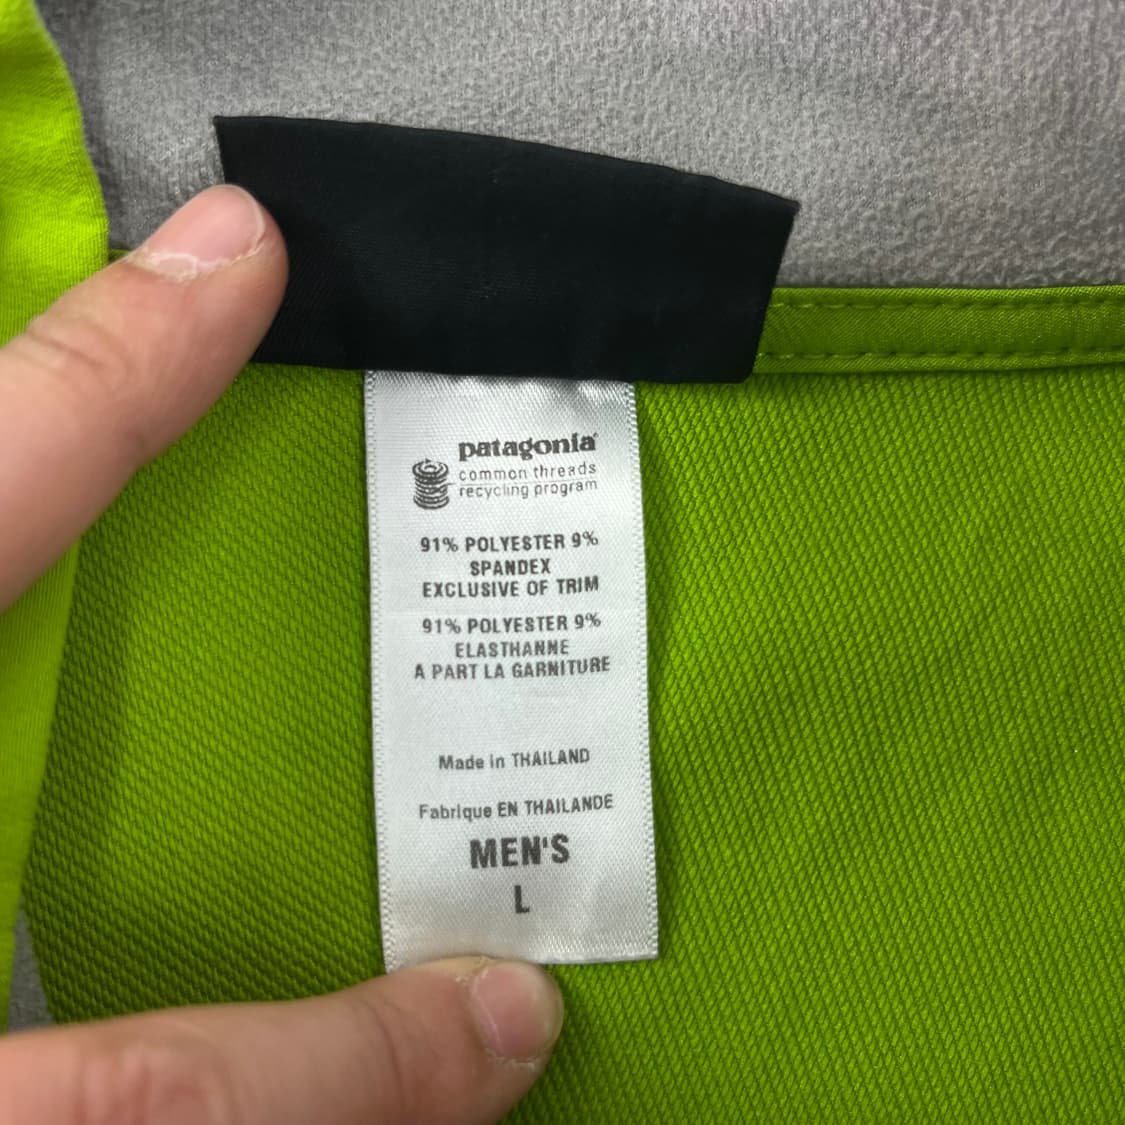 patagonia®
common threads
recycling program
91% POLYESTER 9%
SPANDEX
EXCLUSIVE OF TRIM
91% POLYESTER 9%
ELASTHANNE
A PART LA GARNITURE
Made in THAILAND
Fabrique EN THAILANDE
MEN'S
L